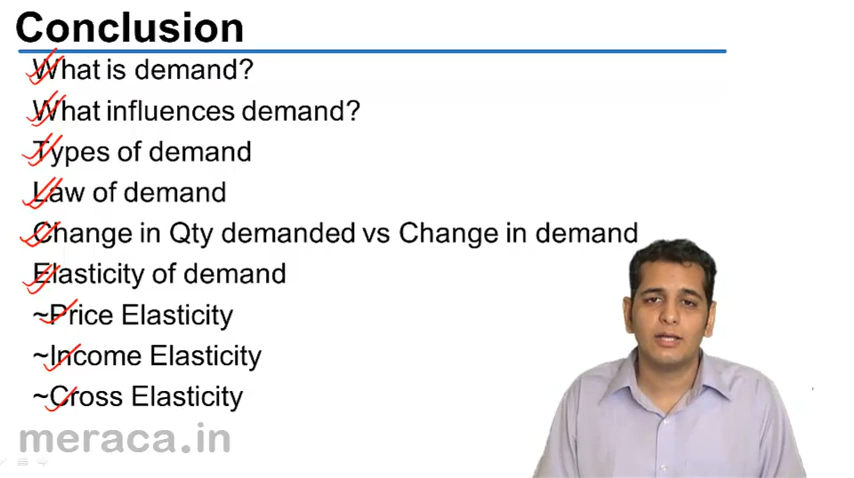 Conclusion
What is demand?
What influences demand?
Types of demand
Law of demand
Change in Qty demanded vs Change in demand
Elasticity of demand
~Price Elasticity
~Income Elasticity
~Cross Elasticity
meraca.in